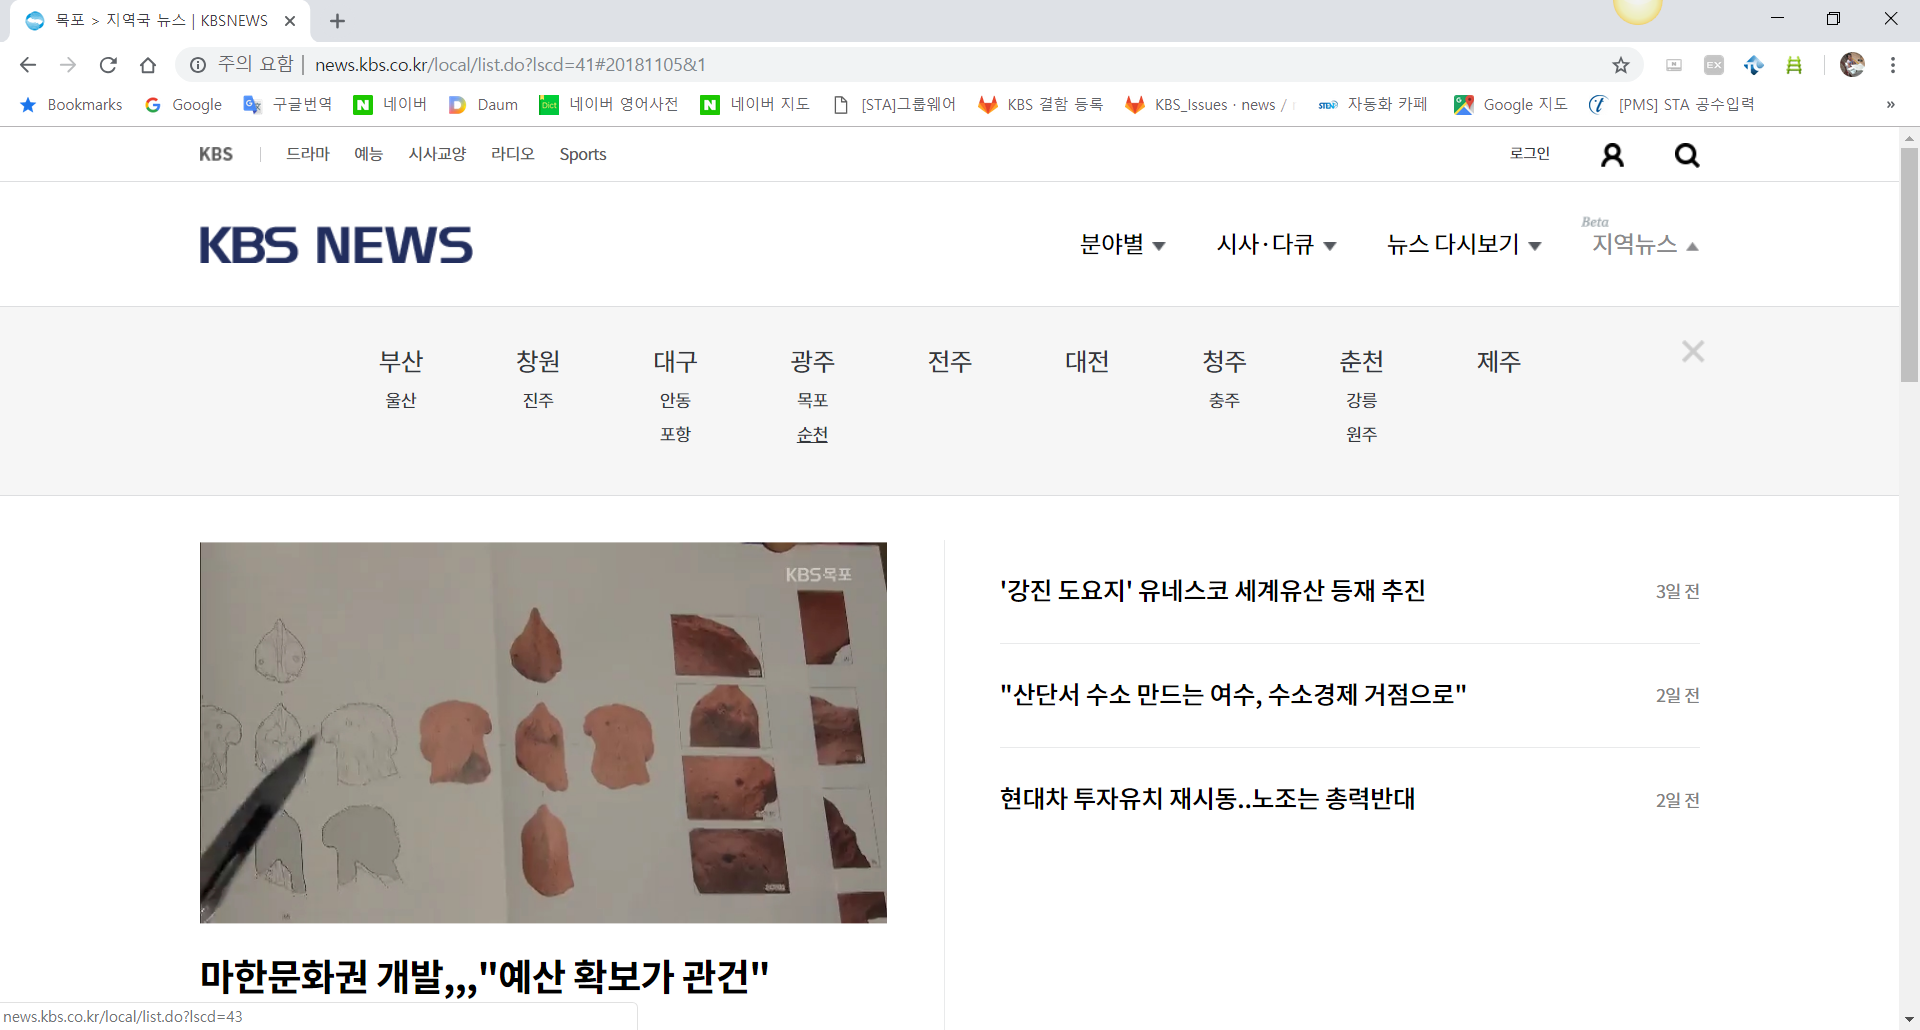 목포 > 지역국 뉴스 | KBSNEWS
주의 요함 | news.kbs.co.kr/local/list.do?lscd=41#20181105&1
Bookmarks Google 구글번역 네이버 Daum 네이버 영어사전 네이버 지도 [STA]그룹웨어 KBS 결함 등록 KBS_Issues · news / 자동화 카페 Google 지도 [PMS] STA 공수입력 »
KBS 드라마 예능 시사교양 라디오 Sports 로그인
KBS NEWS
Beta
분야별 시사·다큐 뉴스 다시보기 지역뉴스
부산 창원 대구 광주 전주 대전 청주 춘천 제주
울산 진주 안동 목포 충주 강릉
포항 순천 원주
KBS목포
마한문화권 개발,,,"예산 확보가 관건"
'강진 도요지' 유네스코 세계유산 등재 추진 3일 전
"산단서 수소 만드는 여수, 수소경제 거점으로" 2일 전
현대차 투자유치 재시동..노조는 총력반대 2일 전
news.kbs.co.kr/local/list.do?lscd=43